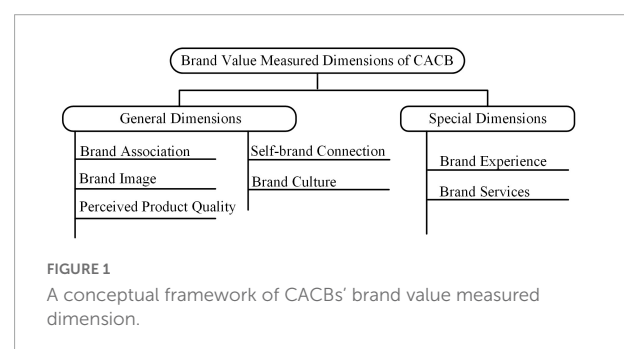 Brand Value Measured Dimensions of CACB
General Dimensions
Special Dimensions
Brand Association
Brand Image
Perceived Product Quality
Self-brand Connection
Brand Culture
Brand Experience
Brand Services
FIGURE 1
A conceptual framework of CACBs’ brand value measured
dimension.